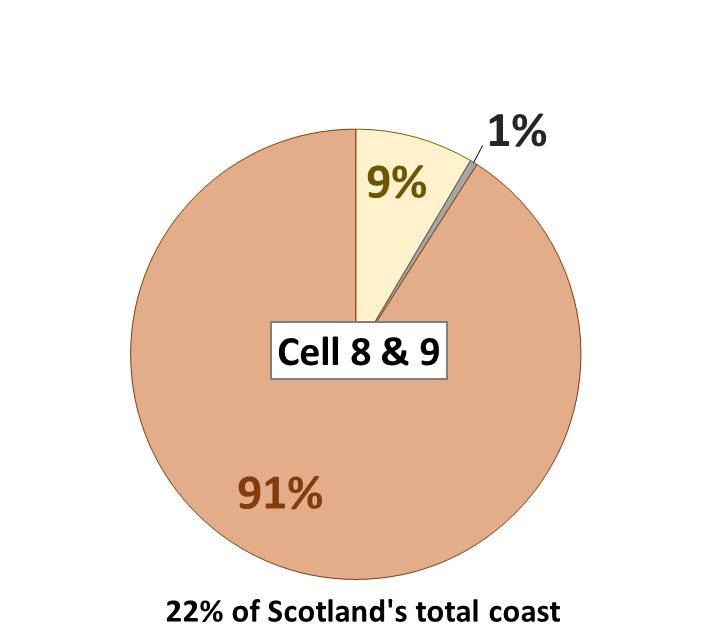 1%
9%
Cell 8 & 9
91%
22% of Scotland's total coast